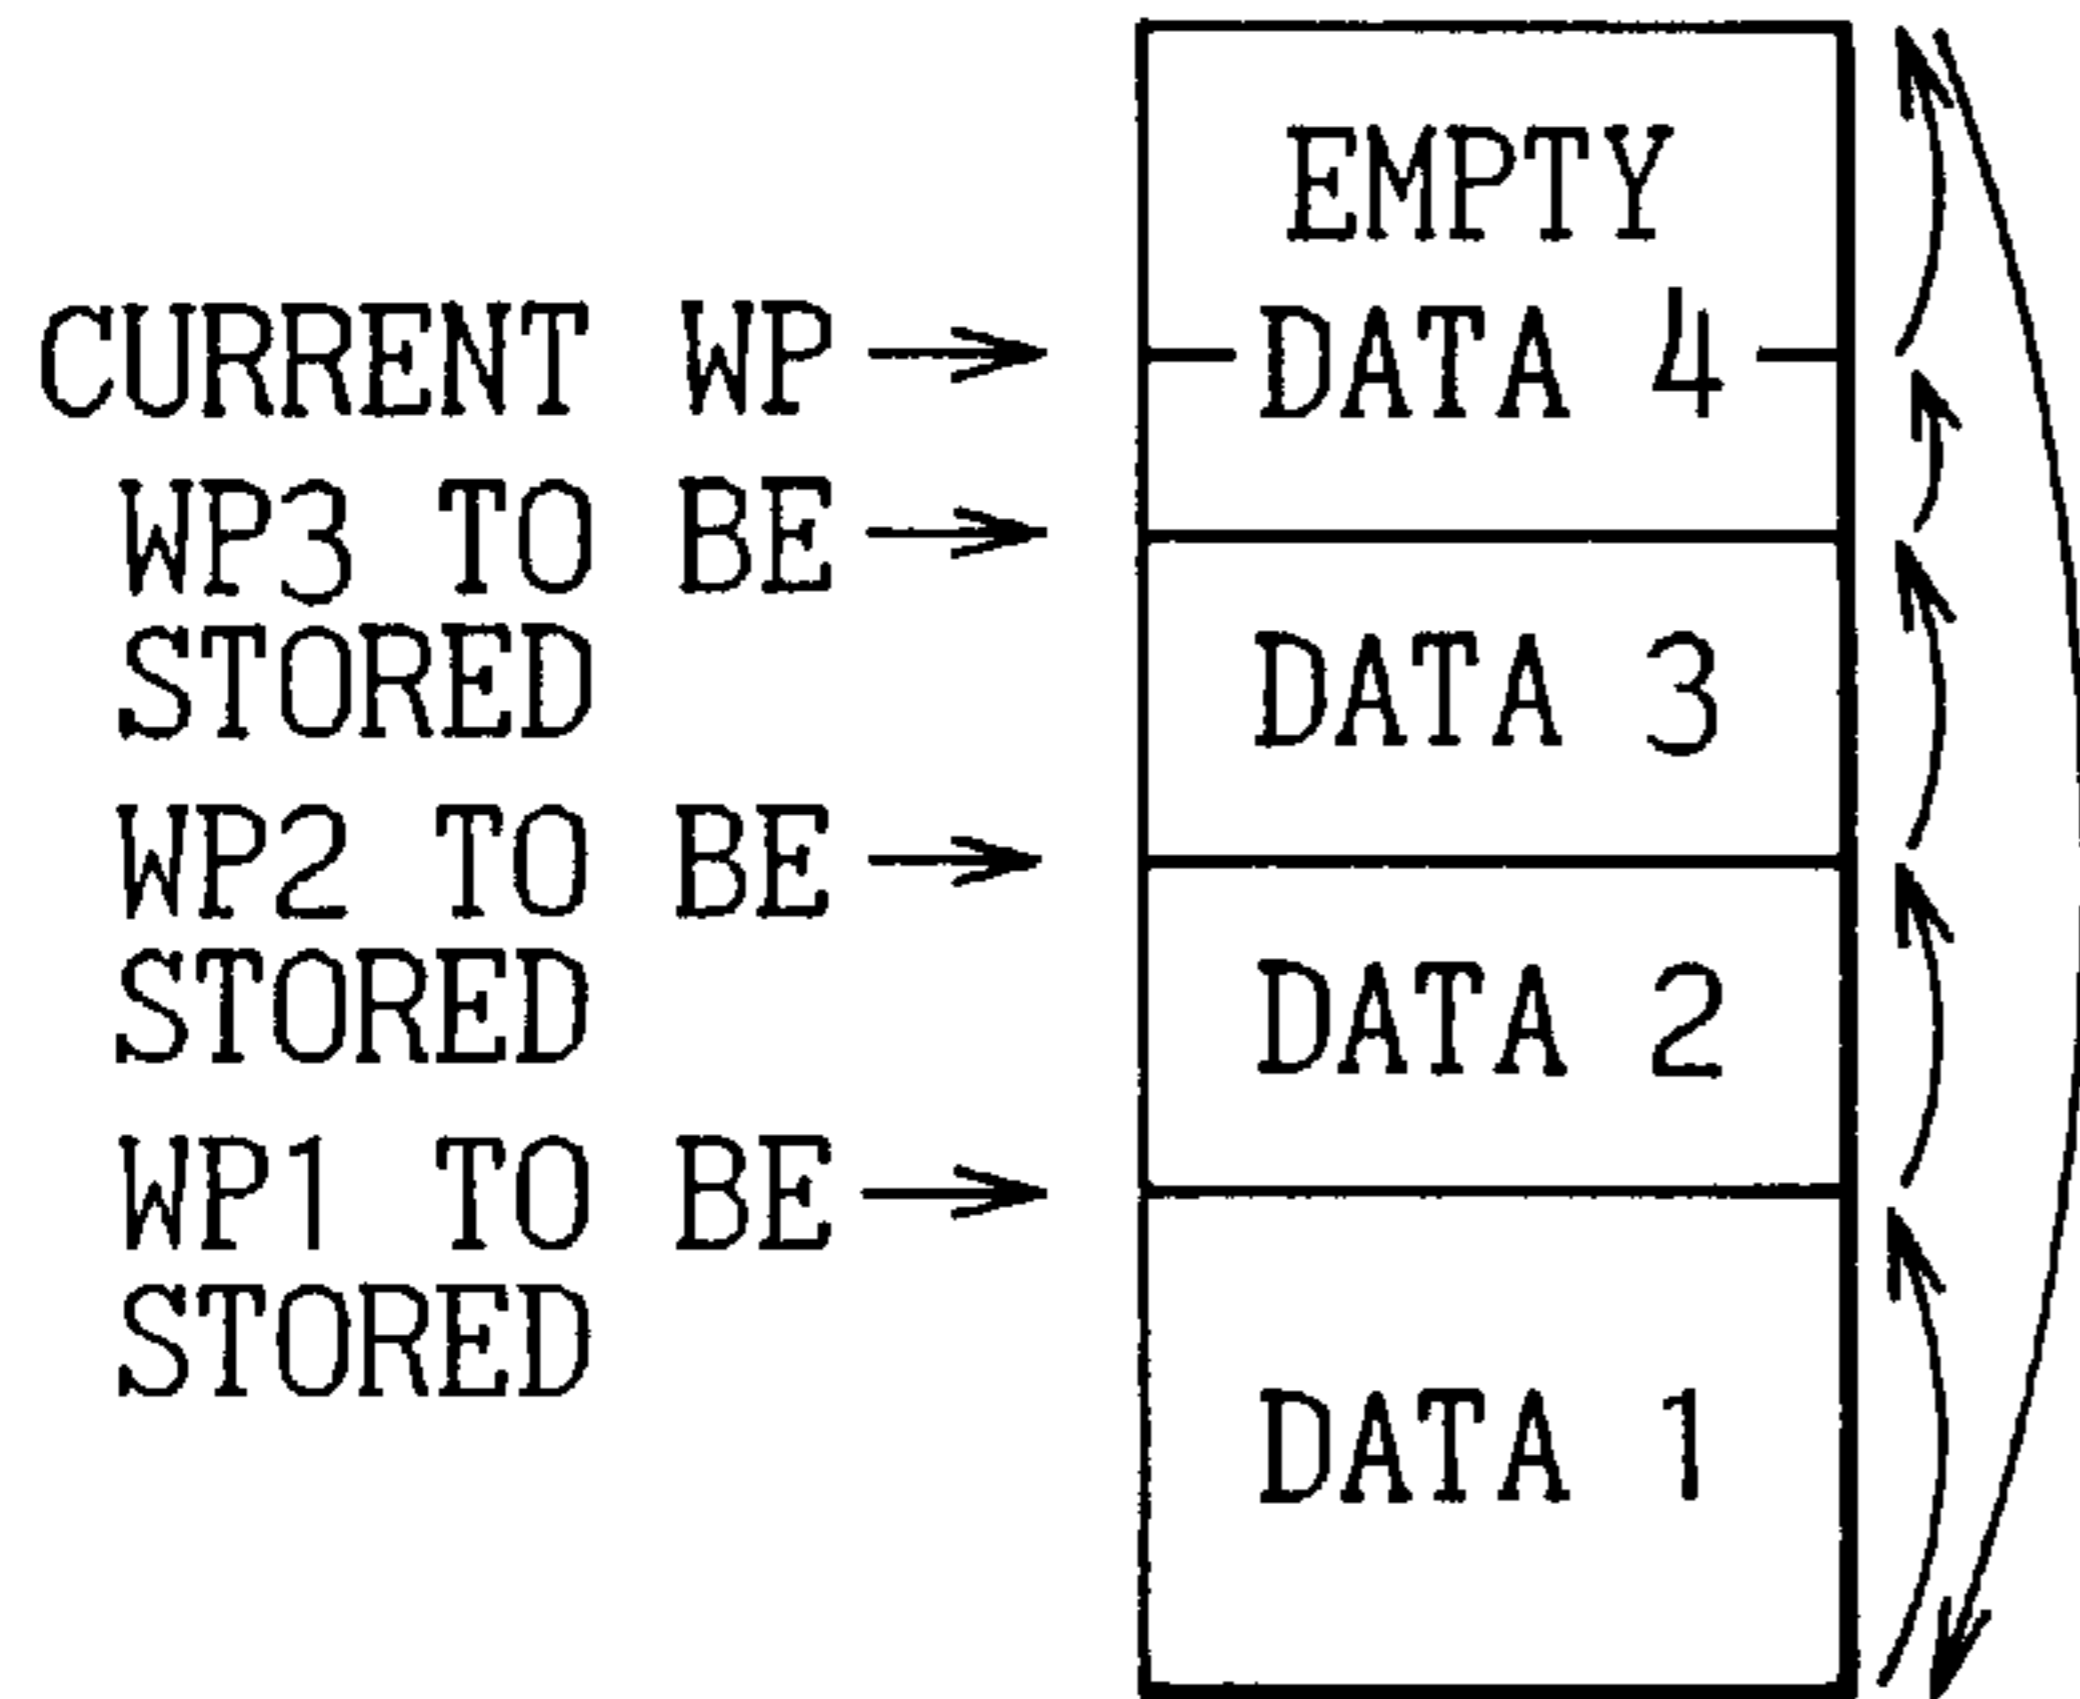 EMPTY
CURRENT WP
DATA 4
WP3 TO BE
STORED
DATA 3
WP2 TO BE
STORED
DATA 2
WP1 TO BE
STORED
DATA 1